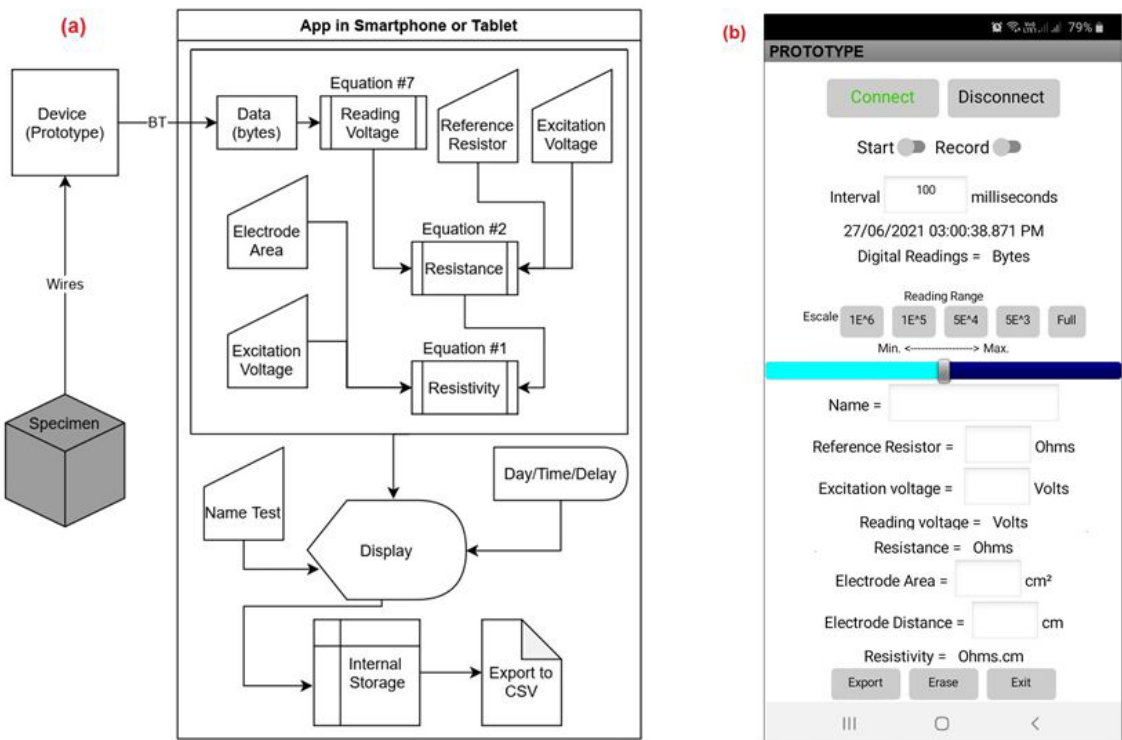 (a)
App in Smartphone or Tablet
Device
(Prototype)
BT
Data
(bytes)
Equation #7
Reading
Voltage
Reference
Resistor
Excitation
Voltage
Electrode
Area
Equation #2
Resistance
Wires
Excitation
Voltage
Equation #1
Resistivity
Specimen
Name Test
Day/Time/Delay
Display
Internal
Storage
Export to
CSV
(b)
79%
PROTOTYPE
Connect Disconnect
Start Record
Interval 100 milliseconds
27/06/2021 03:00:38.871 PM
Digital Readings = Bytes
Reading Range
Escale 1E^6 1E^5 5E^4 5E^3 Full
Min. <------------------> Max.
Name =
Reference Resistor = Ohms
Excitation voltage = Volts
Reading voltage = Volts
Resistance = Ohms
Electrode Area = cm²
Electrode Distance = cm
Resistivity = Ohms.cm
Export Erase Exit